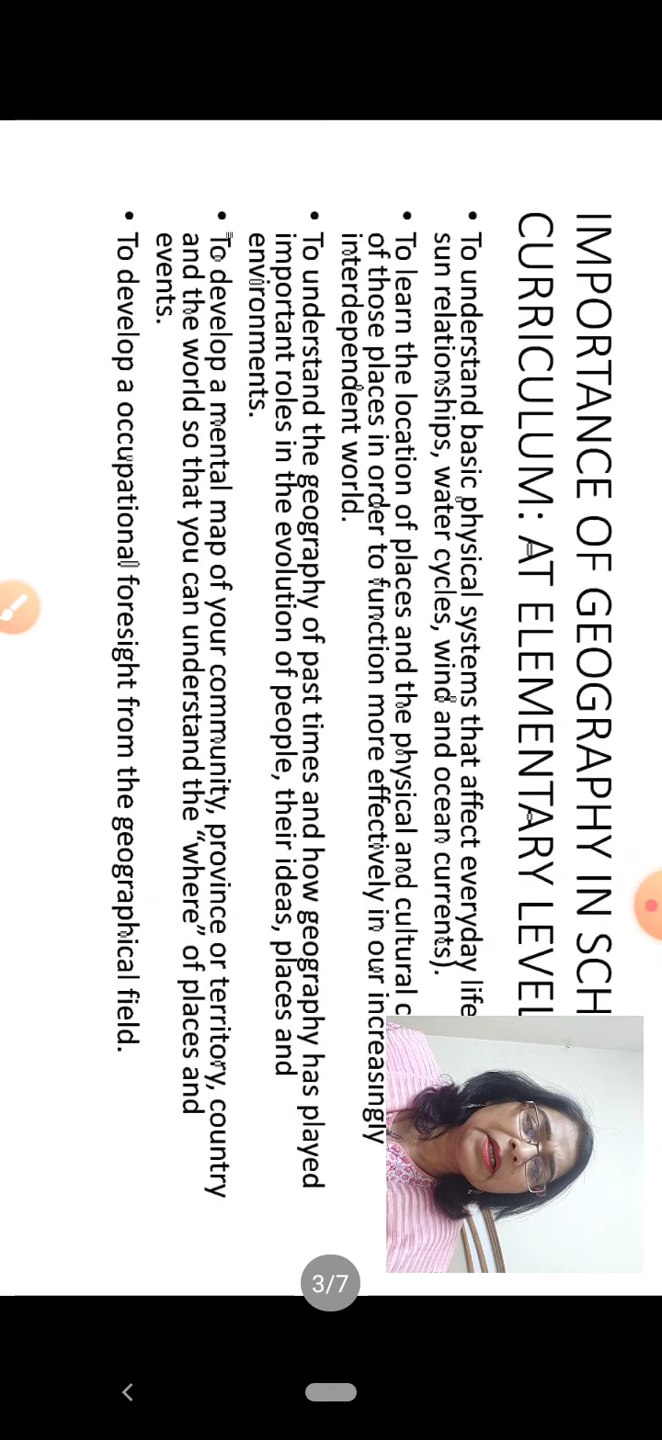 IMPORTANCE OF GEOGRAPHY IN SCH
CURRICULUM: AT ELEMENTARY LEVEL
• To understand basic physical systems that affect everyday life
sun relationships, water cycles, wind and ocean currents).
• To learn the location of places and the physical and cultural c
of those places in order to function more effectively in our increasingly
interdependent world.
• To understand the geography of past times and how geography has played
important roles in the evolution of people, their ideas, places and
environments.
• To develop a mental map of your community, province or territory, country
and the world so that you can understand the “where” of places and
events.
• To develop a occupational foresight from the geographical field.
3/7